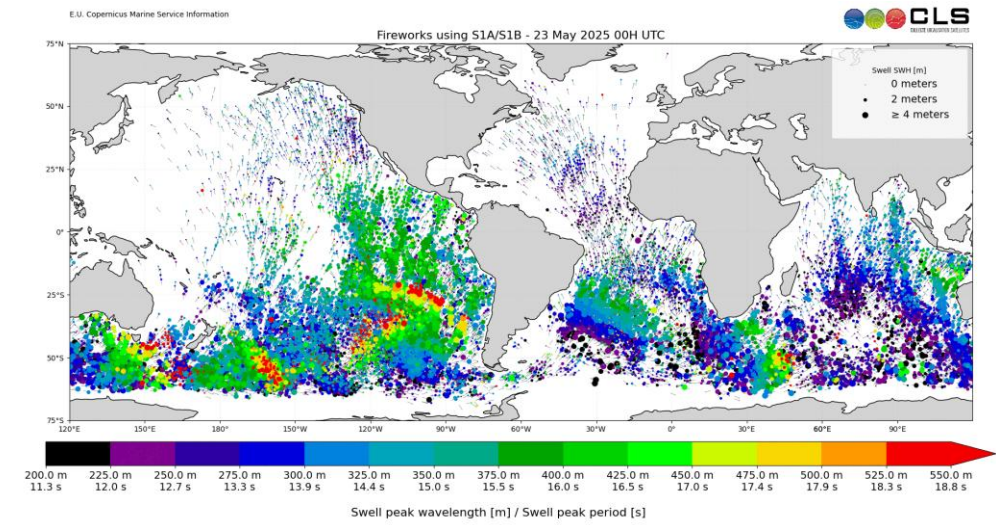 E.U. Copernicus Marine Service Information
CLS
COLLECTE LOCALISATION SATELLITES
Fireworks using S1A/S1B - 23 May 2025 00H UTC
75°N
50°N
25°N
0°
25°S
50°S
75°S
Swell SWH [m]
0 meters
2 meters
≥ 4 meters
120°E 150°E 180° 150°W 120°W 90°W 60°W 30°W 0° 30°E 60°E 90°E
200.0 m 225.0 m 250.0 m 275.0 m 300.0 m 325.0 m 350.0 m 375.0 m 400.0 m 425.0 m 450.0 m 475.0 m 500.0 m 525.0 m 550.0 m
11.3 s 12.0 s 12.7 s 13.3 s 13.9 s 14.4 s 15.0 s 15.5 s 16.0 s 16.5 s 17.0 s 17.4 s 17.9 s 18.3 s 18.8 s
Swell peak wavelength [m] / Swell peak period [s]